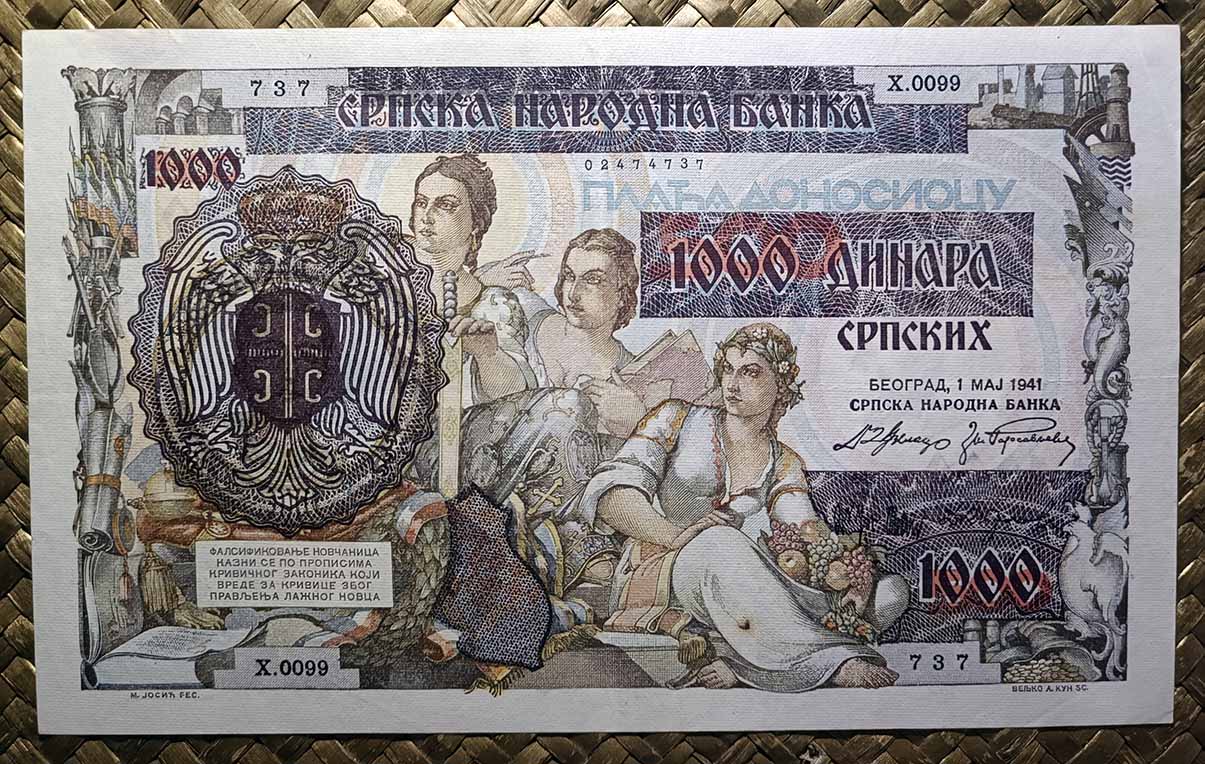 737
X.0099
СРПСКА НАРОДНА БАНКА
1000
02474737
ПЛАЋА ДОНОСИОЦУ
500
1000 ДИНАРА
СРПСКИХ
БЕОГРАД, 1 МАЈ 1941
СРПСКА НАРОДНА БАНКА
С С
С С
ФАЛСИФИКОВАЊЕ НОВЧАНИЦА
КАЗНИ СЕ ПО ПРОПИСИМА
КРИВИЧНОГ ЗАКОНИКА КОЈИ
ВРЕДЕ ЗА КРИВИЦЕ ЗБОГ
ПРАВЉЕЊА ЛАЖНОГ НОВЦА
1000
X.0099
737
М. ЈОСИЋ FEC.
ВЕЉКО А. КУН SC.